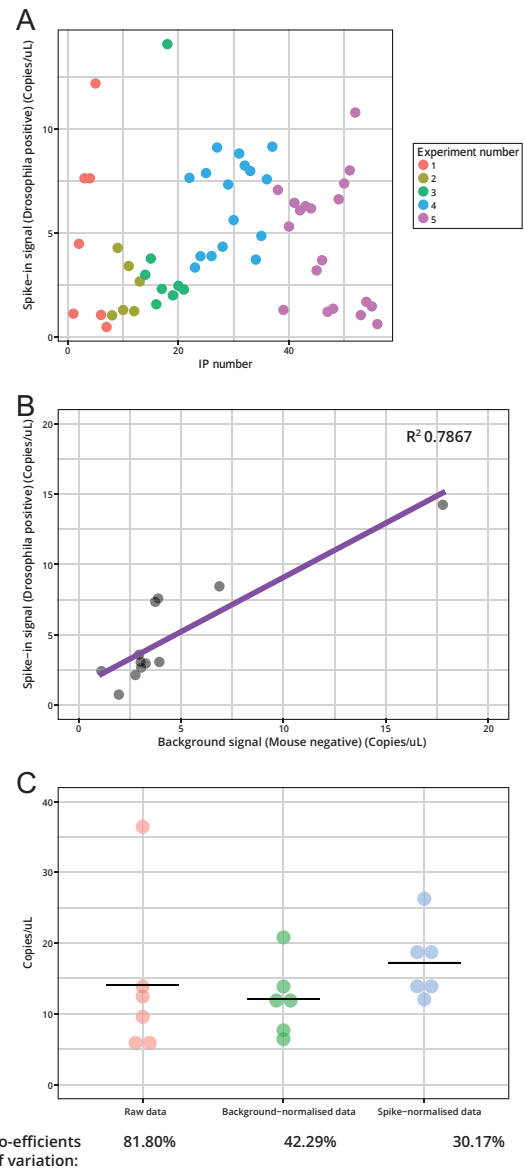 A
Spike-in signal (Drosophila positive) (Copies/uL)
10
5
0
0
20
40
IP number
Experiment number
1
2
3
4
5
B
R² 0.7867
Spike-in signal (Drosophila positive) (Copies/uL)
20
15
10
5
0
0
5
10
15
20
Background signal (Mouse negative) (Copies/uL)
C
Copies/uL
40
30
20
10
0
Raw data
Background-normalised data
Spike-normalised data
o-efficients
81.80%
42.29%
30.17%
f variation: